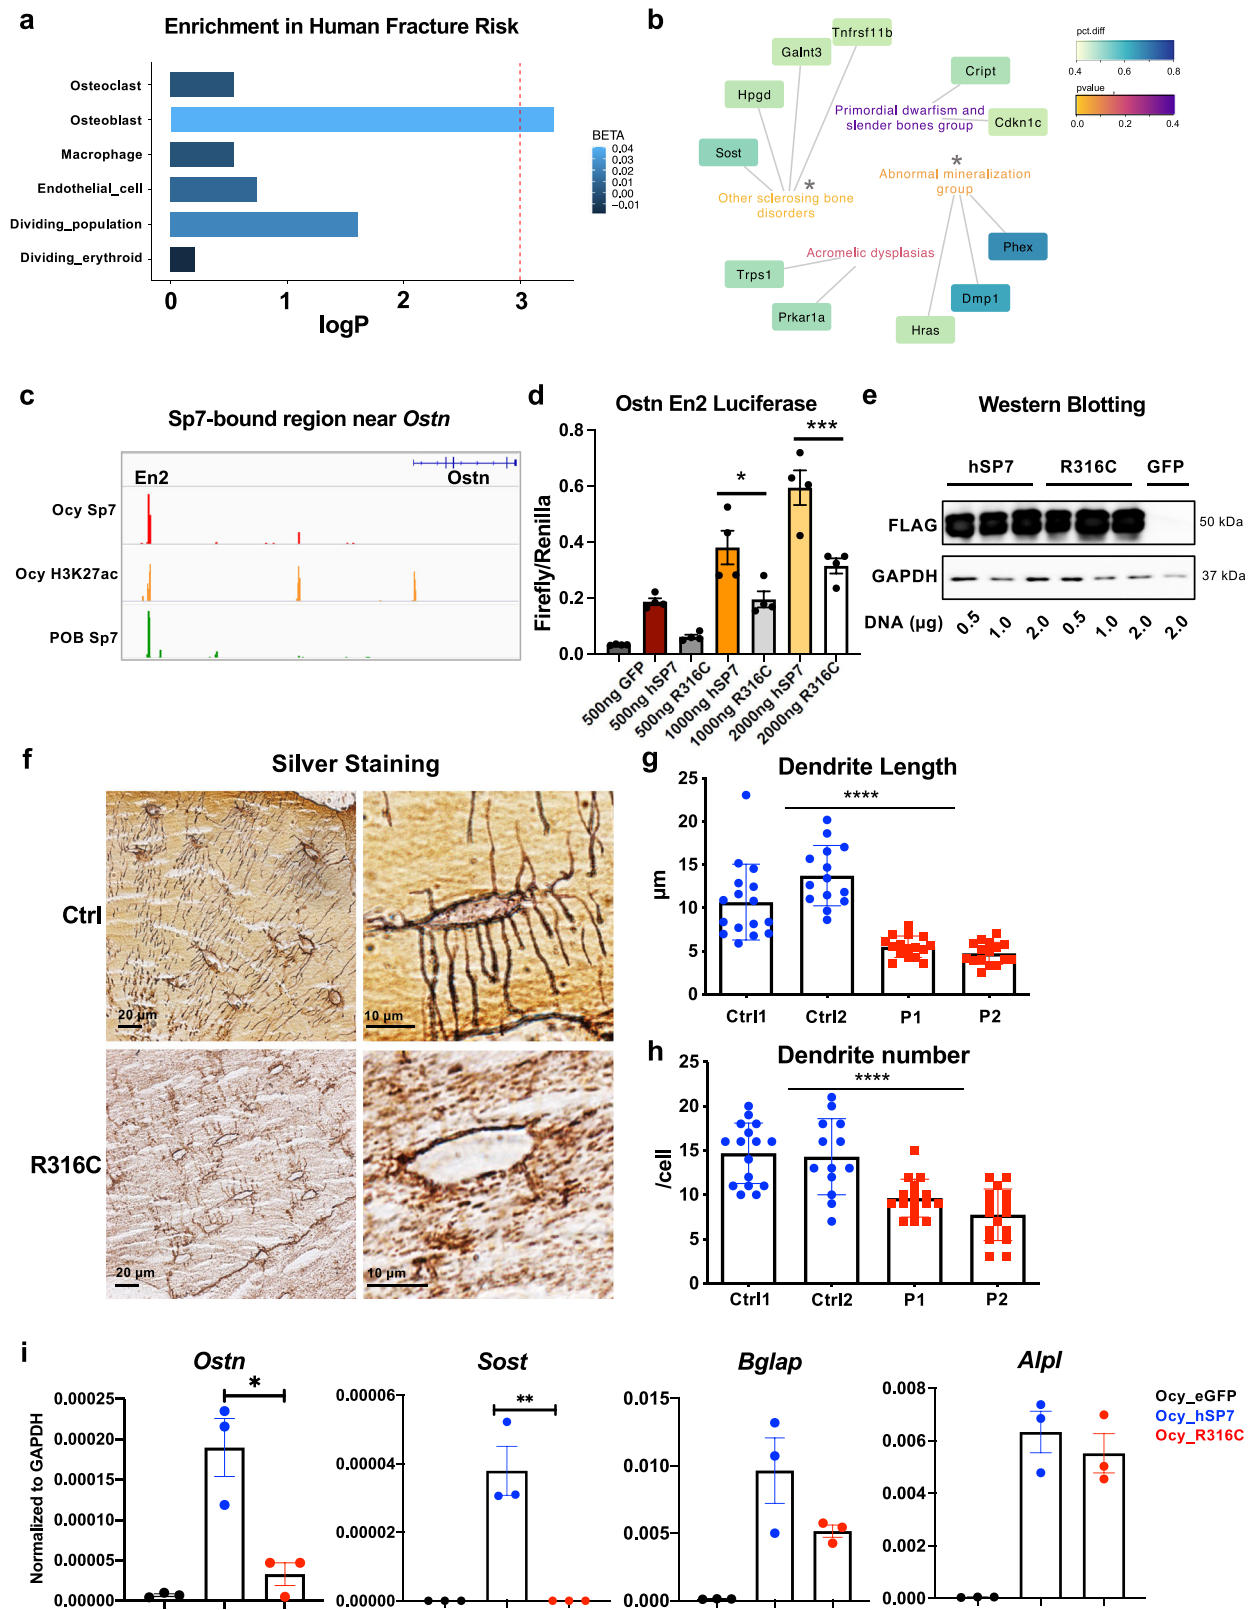 a
Enrichment in Human Fracture Risk
Osteoclast
Osteoblast
Macrophage
Endothelial_cell
Dividing_population
Dividing_erythroid
0
1
2
3
logP
BETA
0.04
0.03
0.02
0.01
0.00
−0.01
b
Tnfrsf11b
Galnt3
Hpgd
Sost
Other sclerosing bone
disorders
*
Cript
Primordial dwarfism and
slender bones group
Cdkn1c
*
Abnormal mineralization
group
Phex
Dmp1
Hras
Acromelic dysplasias
Trps1
Prkar1a
pct.diff
0.4 0.6 0.8
pvalue
0.0 0.2 0.4
c
Sp7-bound region near Ostn
En2
Ostn
Ocy Sp7
Ocy H3K27ac
POB Sp7
d
Ostn En2 Luciferase
Firefly/Renilla
0.8
0.6
0.4
0.2
0.0
*
***
500ng GFP
500ng hSP7
500ng R316C
1000ng hSP7
1000ng R316C
2000ng hSP7
2000ng R316C
e
Western Blotting
hSP7 R316C GFP
FLAG
50 kDa
GAPDH
37 kDa
DNA (µg)
0.5 1.0 2.0 0.5 1.0 2.0 2.0
f
Silver Staining
Ctrl
20 µm
10 µm
R316C
20 µm
10 µm
g
Dendrite Length
****
µm
25
20
15
10
5
0
Ctrl1 Ctrl2 P1 P2
h
Dendrite number
****
/cell
25
20
15
10
5
0
Ctrl1 Ctrl2 P1 P2
i
Ostn
Normalized to GAPDH
0.00025
0.00020
0.00015
0.00010
0.00005
0.00000
*
Sost
0.00006
0.00004
0.00002
0.00000
**
Bglap
0.015
0.010
0.005
0.000
Alpl
0.008
0.006
0.004
0.002
0.000
Ocy_eGFP
Ocy_hSP7
Ocy_R316C